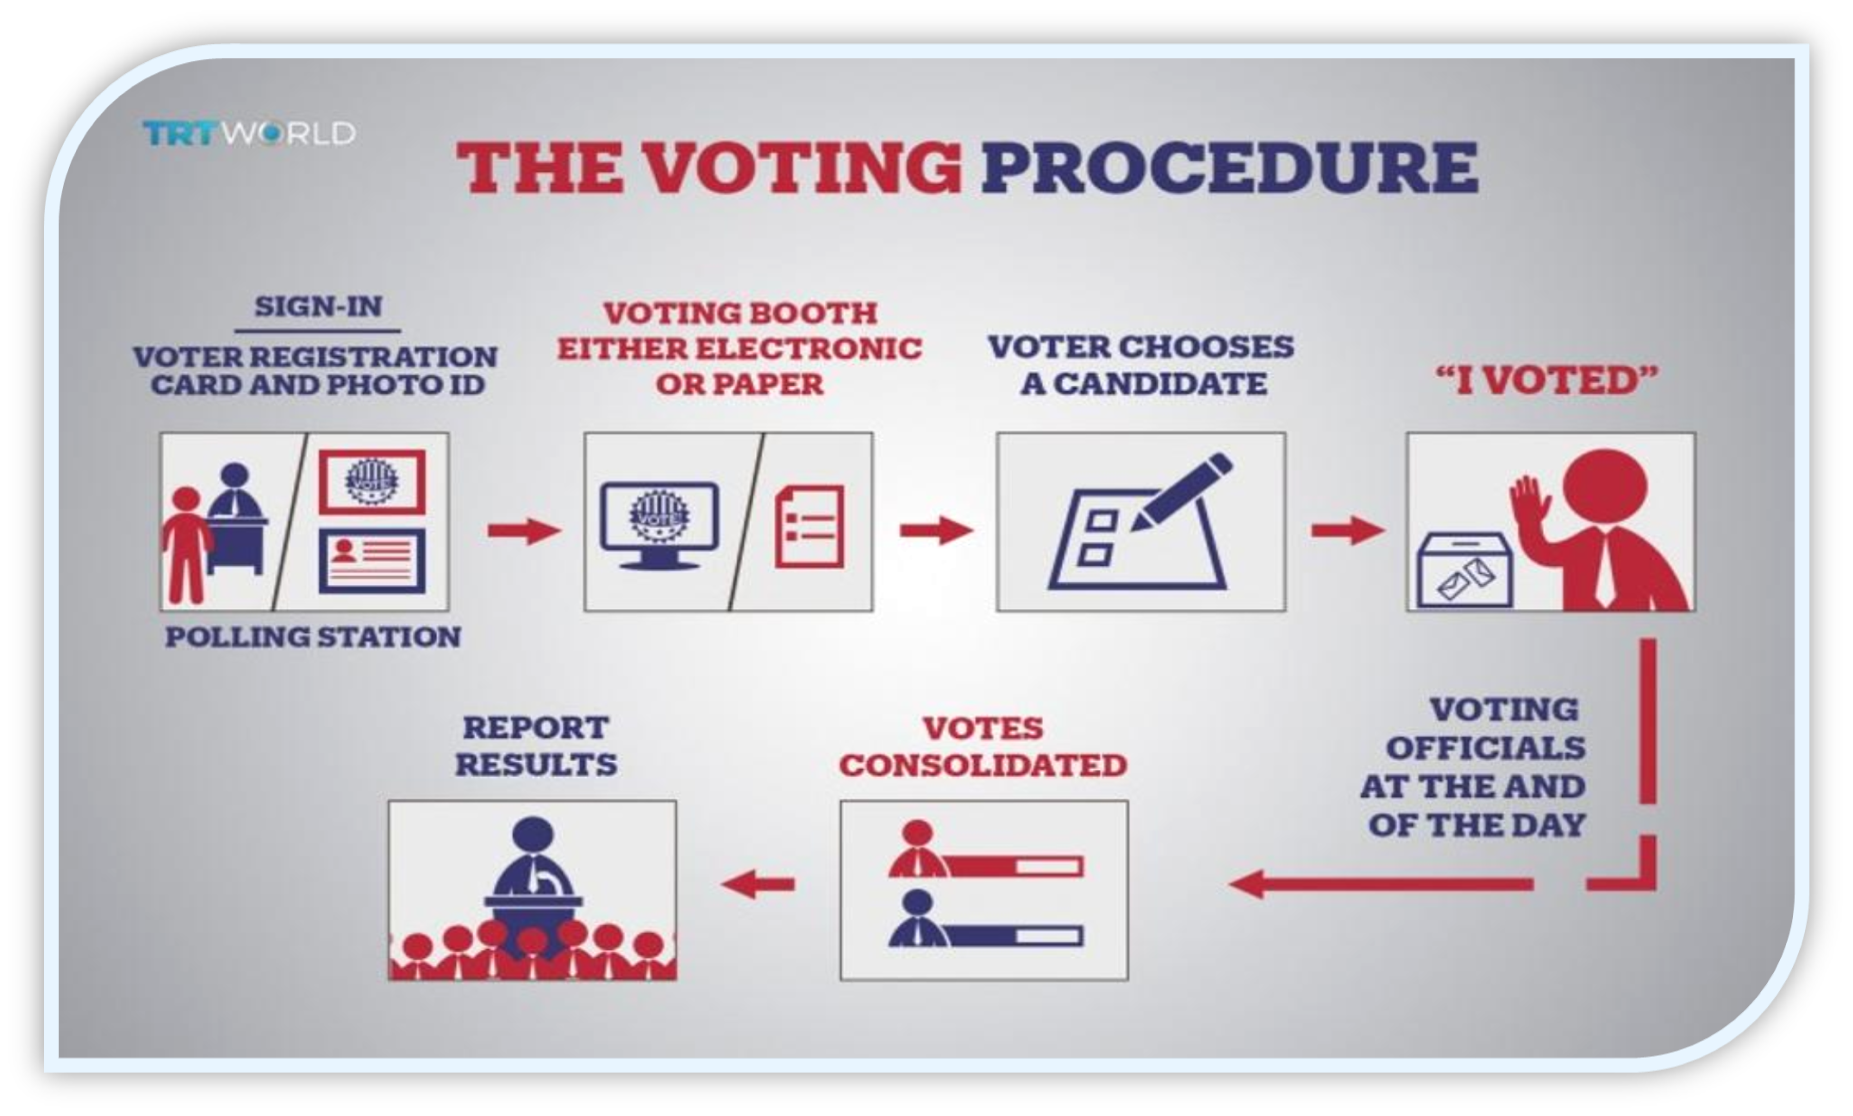 TRT WORLD
THE VOTING PROCEDURE
SIGN-IN
VOTER REGISTRATION
CARD AND PHOTO ID
VOTE!
POLLING STATION
VOTING BOOTH
EITHER ELECTRONIC
OR PAPER
VOTE!
VOTER CHOOSES
A CANDIDATE
“I VOTED”
VOTING
OFFICIALS
AT THE AND
OF THE DAY
VOTES
CONSOLIDATED
REPORT
RESULTS